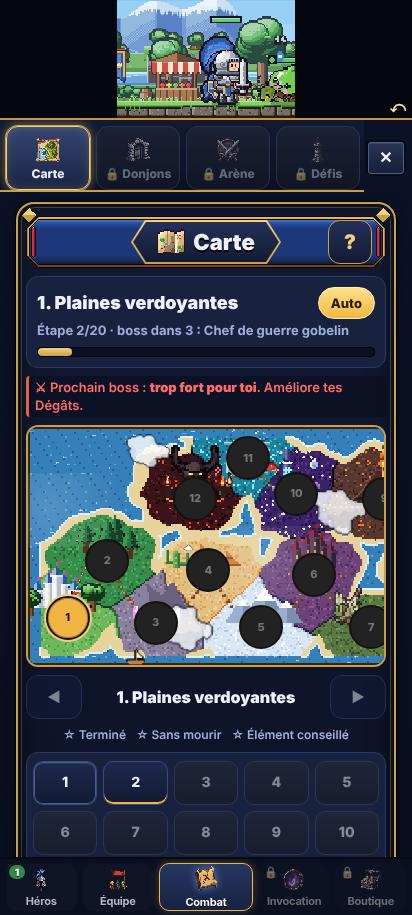 Carte
Donjons
Arène
Défis
×
Carte
?
1. Plaines verdoyantes
Auto
Étape 2/20 · boss dans 3 : Chef de guerre gobelin
⚔ Prochain boss : trop fort pour toi. Améliore tes
Dégâts.
11
12
10
2
4
6
1
3
5
7
◀ 1. Plaines verdoyantes ▶
☆ Terminé ☆ Sans mourir ☆ Élément conseillé
1 2 3 4 5
6 7 8 9 10
1
Héros
Équipe
Combat
Invocation
Boutique